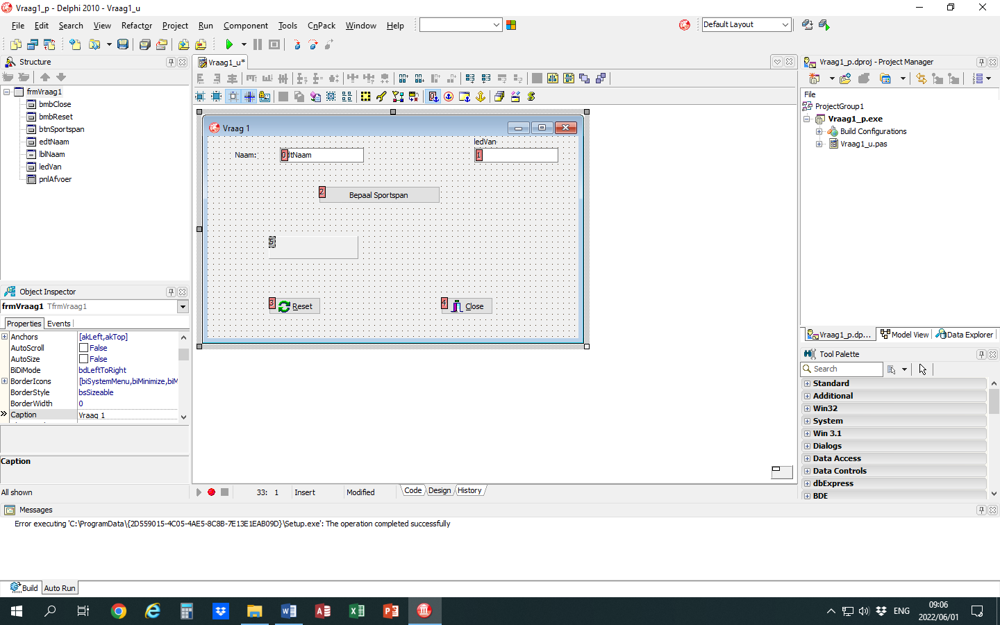 Vraag1_p - Delphi 2010 - Vraag1_u
File Edit Search View Refactor Project Run Component Tools CnPack Window Help
Default Layout
Structure
frmVraag1
bmbClose
bmbReset
btnSportspan
edtNaam
lblNaam
ledVan
pnlAfvoer
Object Inspector
frmVraag1 TfrmVraag1
Properties Events
Anchors [akLeft,akTop]
AutoScroll False
AutoSize False
BiDiMode bdLeftToRight
BorderIcons [biSystemMenu,biMinimize,biM
BorderStyle bsSizeable
BorderWidth 0
Caption Vraag 1
Caption
All shown
Vraag1_u*
Vraag 1
ledVan
Naam: 0 dtNaam 1
2 Bepaal Sportspan
5
3 Reset 4 Close
33: 1 Insert Modified Code Design History
Vraag1_p.dproj - Project Manager
File
ProjectGroup1
Vraag1_p.exe
Build Configurations
Vraag1_u.pas
Vraag1_p.dp... Model View Data Explorer
Tool Palette
Search
Standard
Additional
Win32
System
Win 3.1
Dialogs
Data Access
Data Controls
dbExpress
BDE
Messages
Error executing 'C:\ProgramData\{2D559015-4C05-4AE5-8C8B-7E13E1EAB09D}\Setup.exe': The operation completed successfully
Build Auto Run
ENG 09:06
2022/06/01